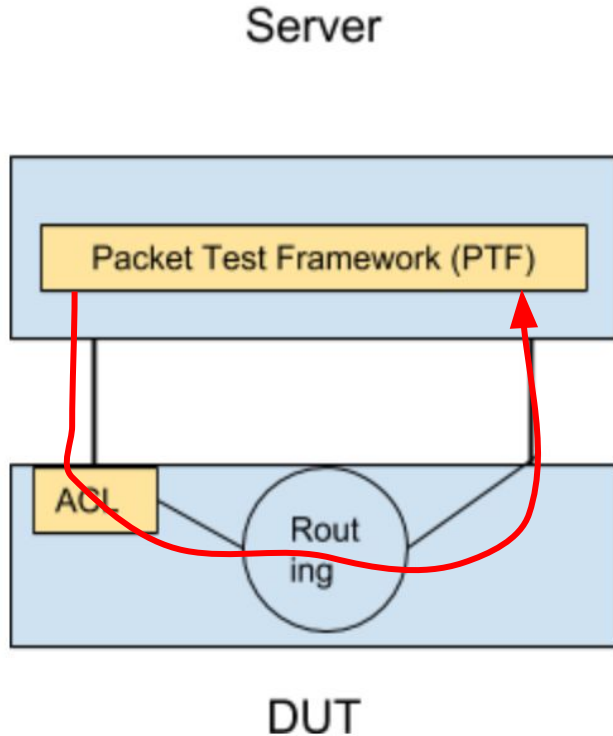 Server
Packet Test Framework (PTF)
ACL
Rout
ing
DUT